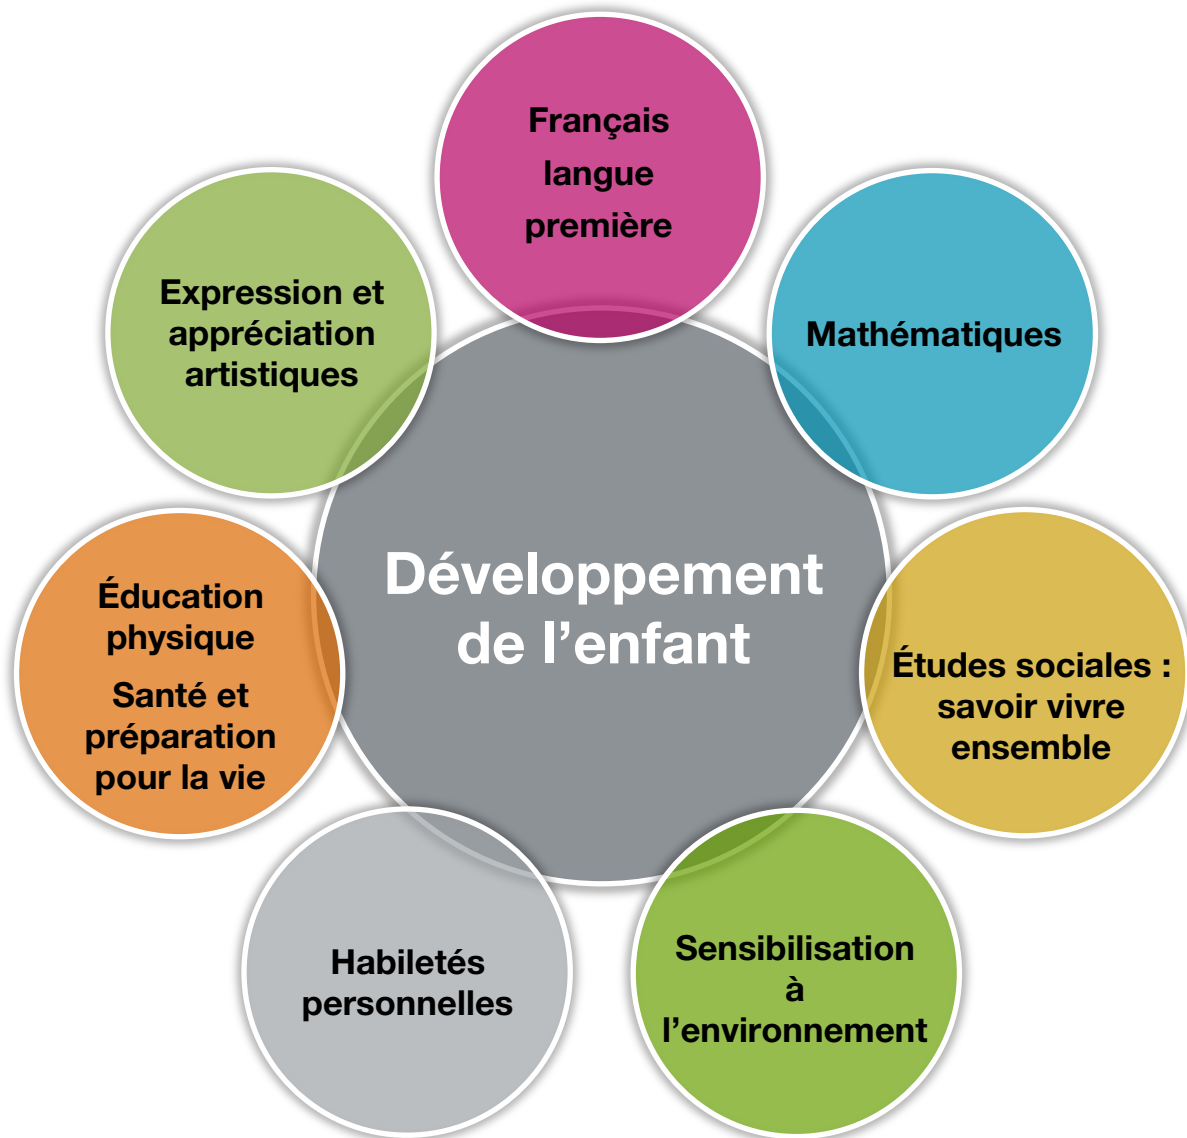 Français
langue
première
Expression et
appréciation
artistiques
Mathématiques
Développement
de l’enfant
Éducation
physique
Santé et
préparation
pour la vie
Études sociales :
savoir vivre
ensemble
Habiletés
personnelles
Sensibilisation
à
l’environnement